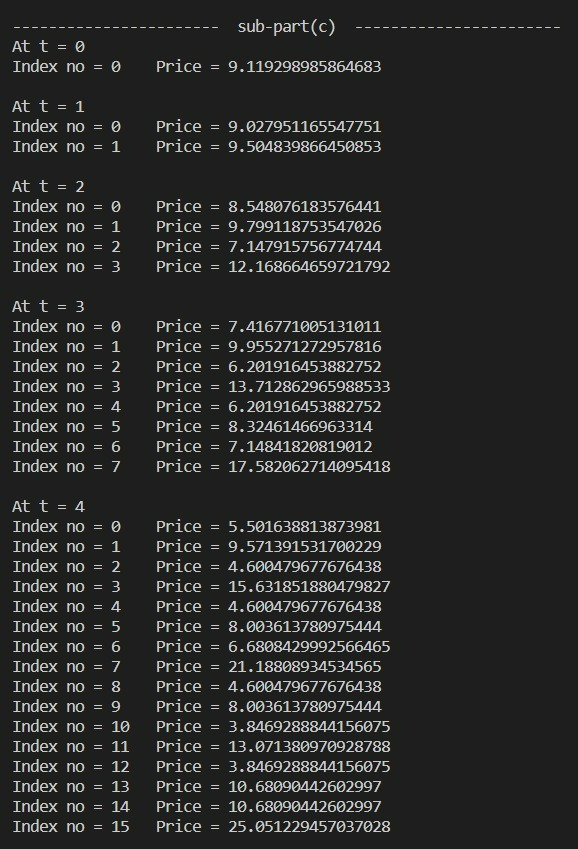 -----------------------  sub-part(c)  -----------------------
At t = 0
Index no = 0    Price = 9.119298985864683
At t = 1
Index no = 0    Price = 9.027951165547751
Index no = 1    Price = 9.504839866450853
At t = 2
Index no = 0    Price = 8.548076183576441
Index no = 1    Price = 9.799118753547026
Index no = 2    Price = 7.147915756774744
Index no = 3    Price = 12.168664659721792
At t = 3
Index no = 0    Price = 7.416771005131011
Index no = 1    Price = 9.955271272957816
Index no = 2    Price = 6.201916453882752
Index no = 3    Price = 13.712862965988533
Index no = 4    Price = 6.201916453882752
Index no = 5    Price = 8.32461466963314
Index no = 6    Price = 7.14841820819012
Index no = 7    Price = 17.582062714095418
At t = 4
Index no = 0    Price = 5.501638813873981
Index no = 1    Price = 9.571391531700229
Index no = 2    Price = 4.600479677676438
Index no = 3    Price = 15.631851880479827
Index no = 4    Price = 4.600479677676438
Index no = 5    Price = 8.003613780975444
Index no = 6    Price = 6.6808429992566465
Index no = 7    Price = 21.18808934534565
Index no = 8    Price = 4.600479677676438
Index no = 9    Price = 8.003613780975444
Index no = 10   Price = 3.8469288844156075
Index no = 11   Price = 13.071380970928788
Index no = 12   Price = 3.8469288844156075
Index no = 13   Price = 10.68090442602997
Index no = 14   Price = 10.68090442602997
Index no = 15   Price = 25.051229457037028